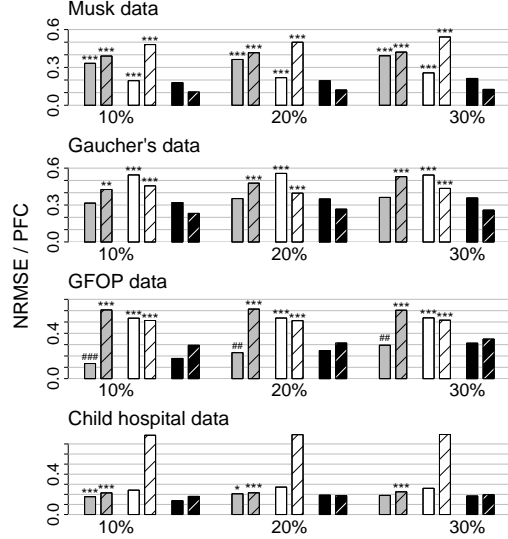 Musk data
0.0 0.3 0.6
*** *** *** *** *** *** *** *** *** *** *** ***
10% 20% 30%
Gaucher's data
0.0 0.3 0.6
** *** *** *** *** *** *** *** ***
10% 20% 30%
NRMSE / PFC
GFOP data
0.0 0.4
### *** *** *** ## *** *** *** ## *** *** ***
10% 20% 30%
Child hospital data
0.0 0.4
*** *** * *** ***
10% 20% 30%